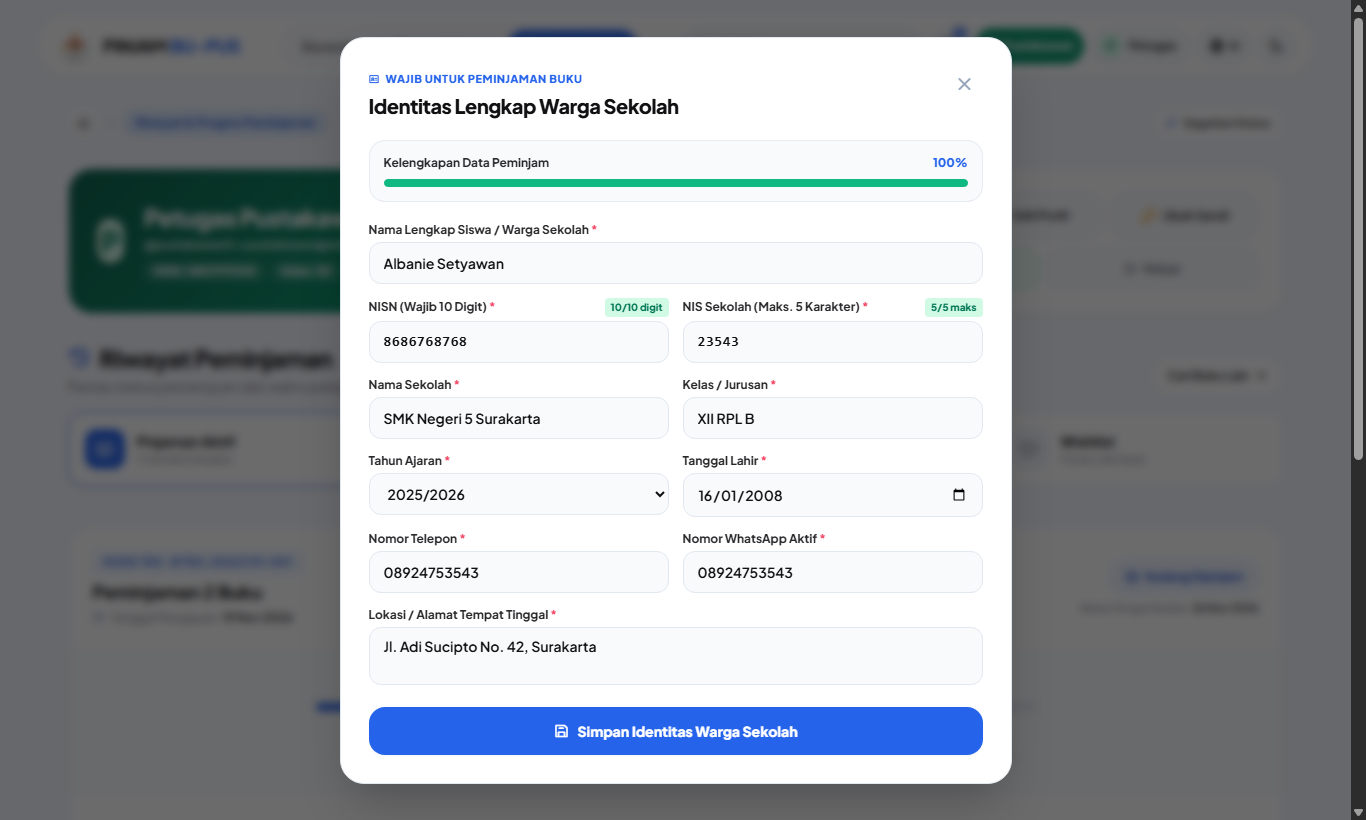 WAJIB UNTUK PEMINJAMAN BUKU
Identitas Lengkap Warga Sekolah
Kelengkapan Data Peminjam 100%
Nama Lengkap Siswa / Warga Sekolah *
Albanie Setyawan
NISN (Wajib 10 Digit) * 10/10 digit NIS Sekolah (Maks. 5 Karakter) * 5/5 maks
8686768768 23543
Nama Sekolah * Kelas / Jurusan *
SMK Negeri 5 Surakarta XII RPL B
Tahun Ajaran * Tanggal Lahir *
2025/2026 16/01/2008
Nomor Telepon * Nomor WhatsApp Aktif *
08924753543 08924753543
Lokasi / Alamat Tempat Tinggal *
Jl. Adi Sucipto No. 42, Surakarta
Simpan Identitas Warga Sekolah
Riwayat Peminjaman
Peminjaman 2 Buku